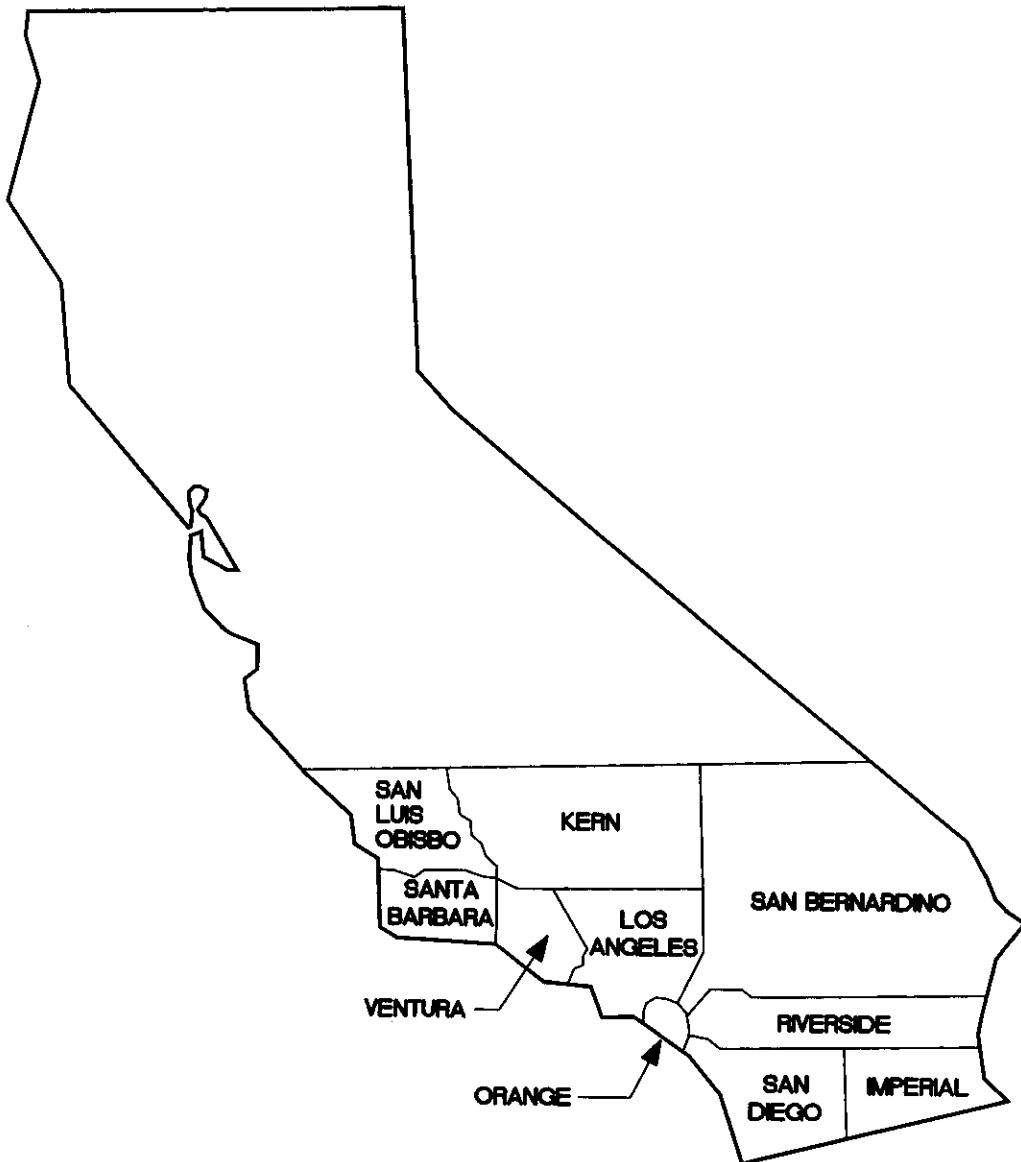 SAN
LUIS
OBISBO
KERN
SANTA
BARBARA
SAN BERNARDINO
LOS
ANGELES
VENTURA
RIVERSIDE
ORANGE
SAN
DIEGO
IMPERIAL